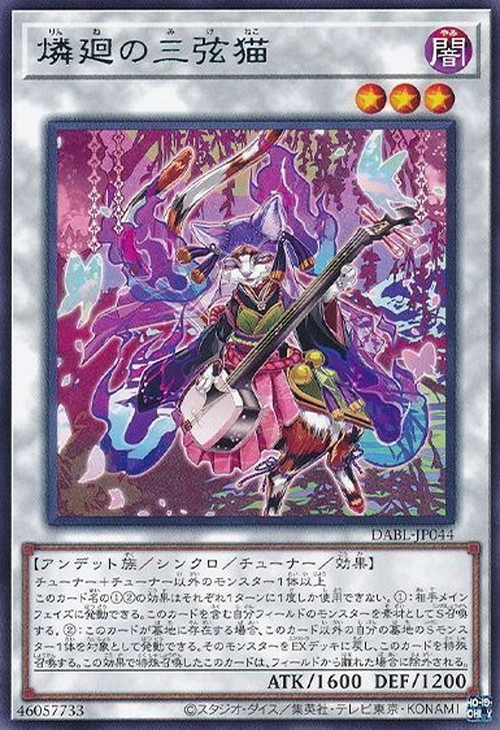 燐廻の三弦猫
りん ね み け ねこ
闇
やみ
DABL-JP044
【アンデット族／シンクロ／チューナー／効果】
チューナー＋チューナー以外のモンスター1体以上
このカード名の①②の効果はそれぞれ1ターンに1度しか使用できない。①：相手メイン
フェイズに発動できる。このカードを含む自分フィールドのモンスターを素材としてS召喚
する。②：このカードが墓地に存在する場合、このカード以外の自分の墓地のSモン
スター1体を対象として発動できる。そのモンスターをEXデッキに戻し、このカードを特殊
召喚する。この効果で特殊召喚したこのカードは、フィールドから離れた場合に除外される。
ATK/1600 DEF/1200
46057733
©スタジオ・ダイス／集英社・テレビ東京・KONAMI